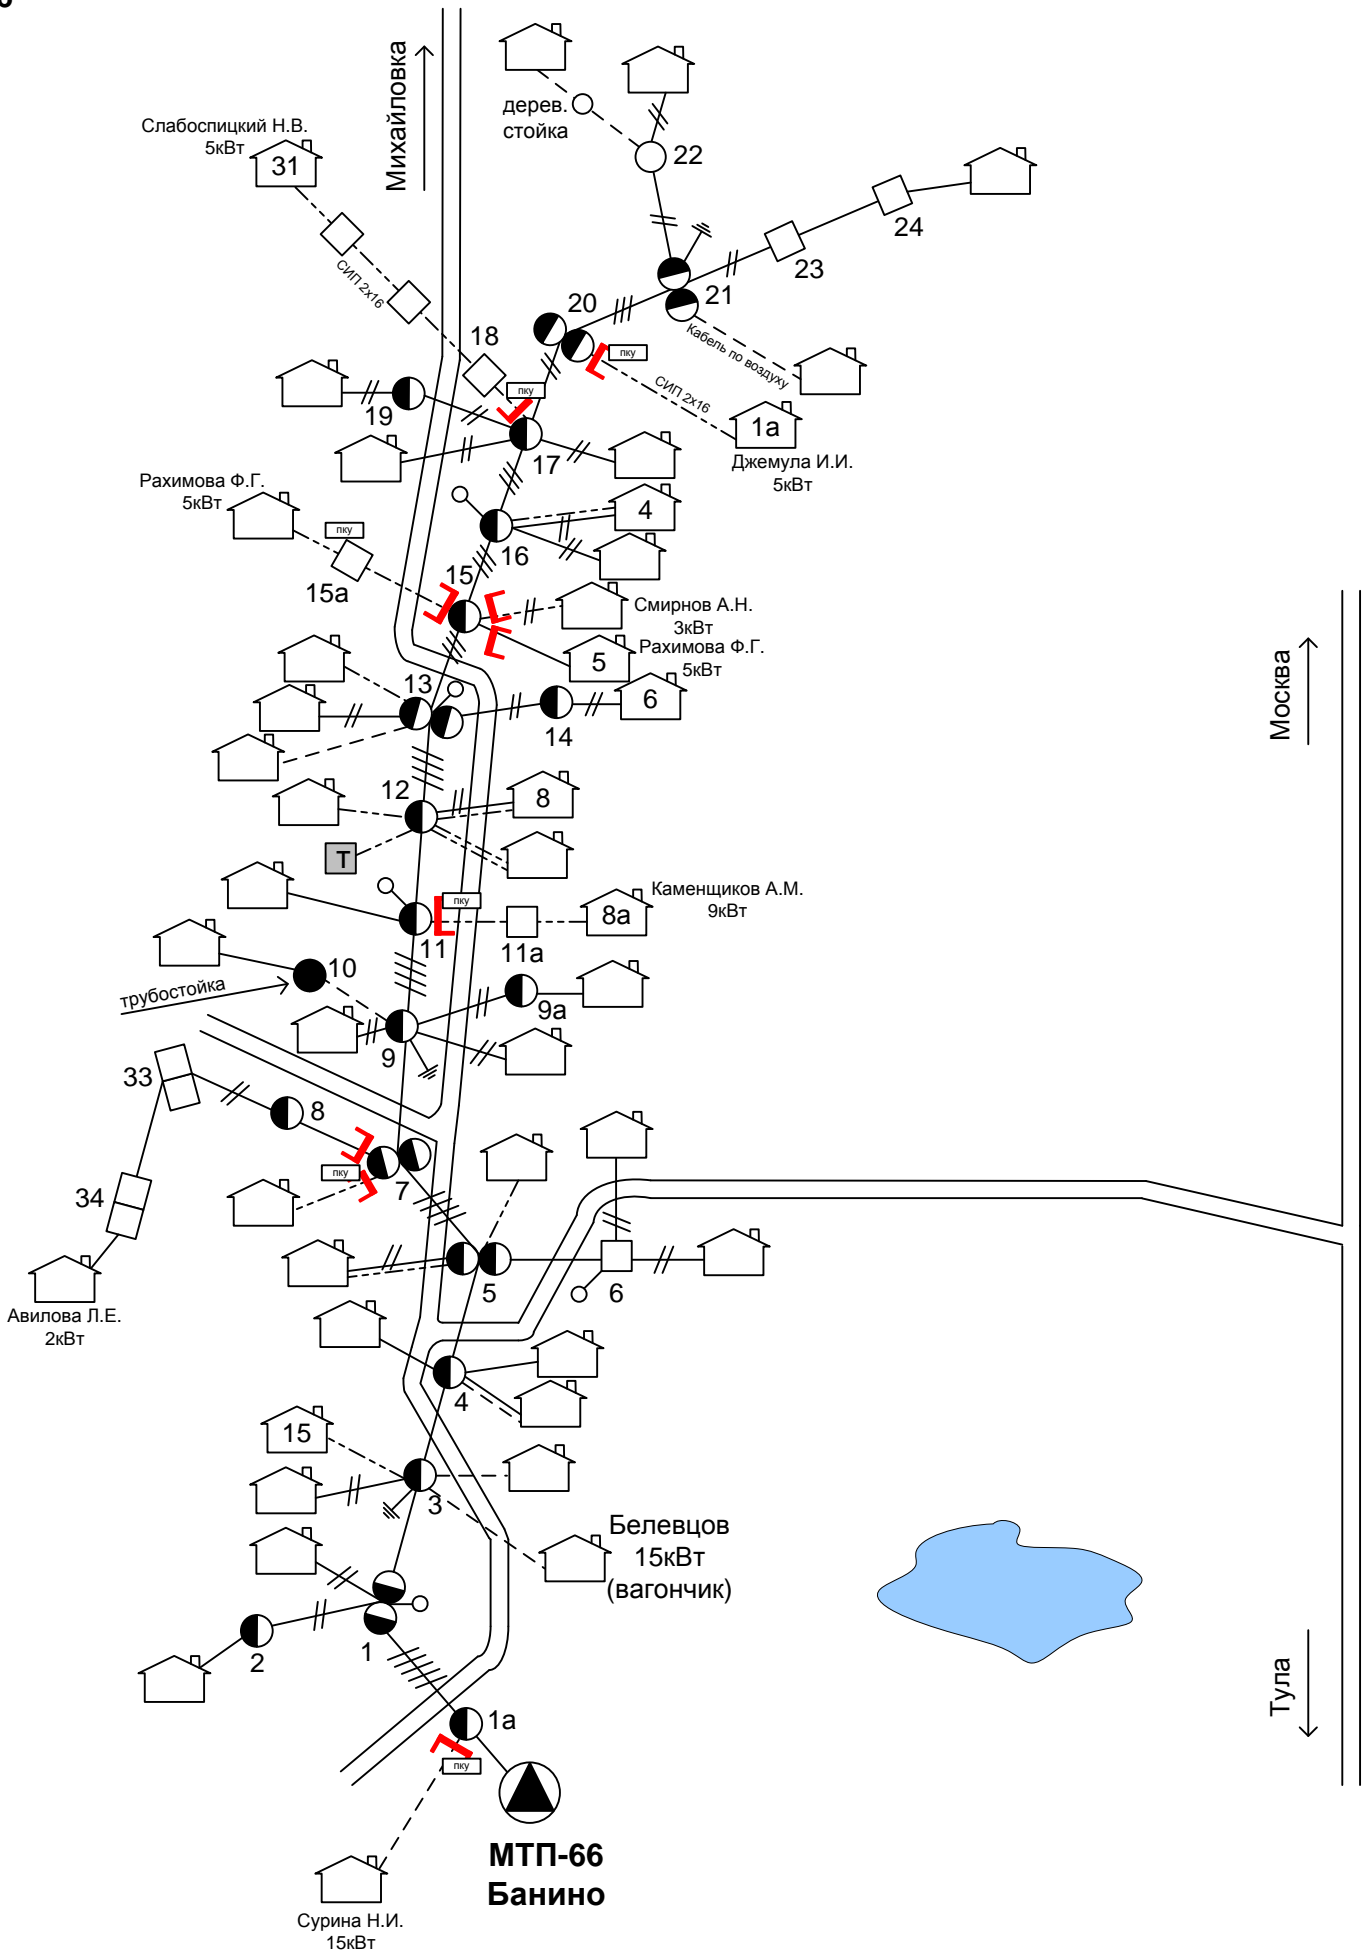 Михайловка
дерев.
стойка
22
Слабоспицкий Н.В.
5кВт
31
СИП 2х16
24
23
21
20
Кабель по воздуху
пку
СИП 2х16
1а
Джемула И.И.
5кВт
18
пку
19
17
Рахимова Ф.Г.
5кВт
пку
15а
4
16
15
Смирнов А.Н.
3кВт
5
Рахимова Ф.Г.
5кВт
13
14
6
12
8
Т
Каменщиков А.М.
9кВт
пку
8а
11
11а
10
трубостойка
9а
9
33
8
пку
7
34
Авилова Л.Е.
2кВт
5
6
4
15
3
Белевцов
15кВт
(вагончик)
1
2
1а
пку
МТП-66
Банино
Сурина Н.И.
15кВт
Москва
Тула